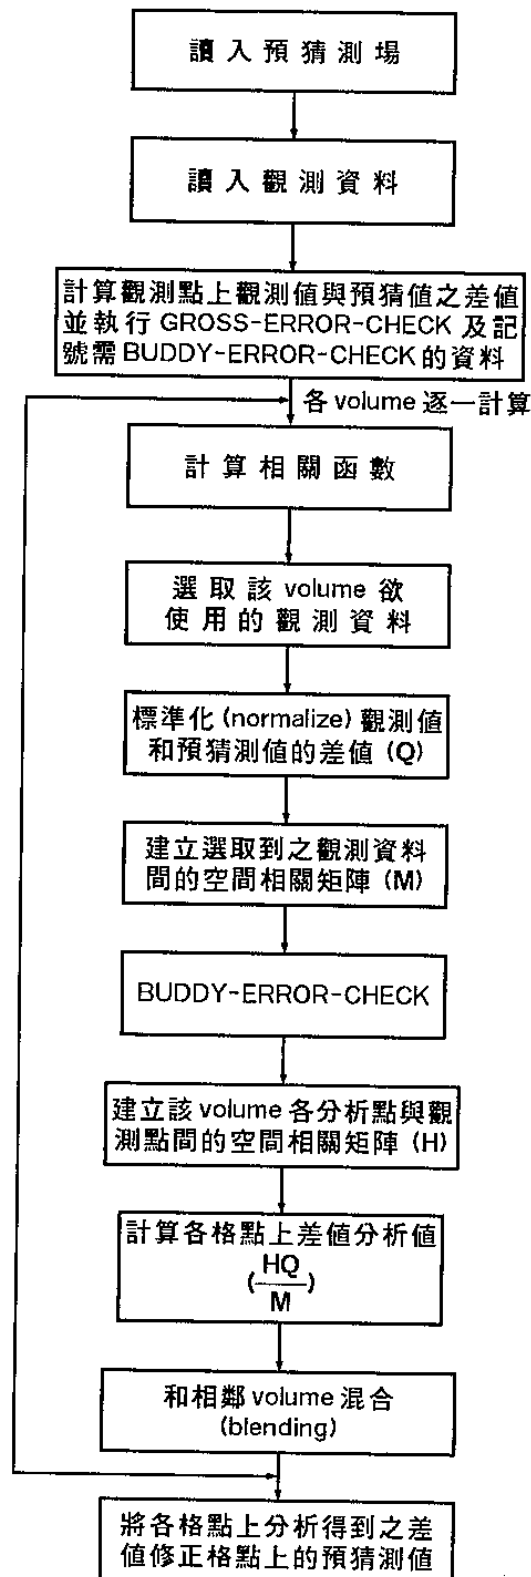 讀入預猜測場
讀入觀測資料
計算觀測點上觀測值與預猜值之差值
並執行 GROSS-ERROR-CHECK 及記
號需 BUDDY-ERROR-CHECK 的資料
各 volume 逐一計算
計算相關函數
選取該 volume 欲
使用的觀測資料
標準化 (normalize) 觀測值
和預猜測值的差值 (Q)
建立選取到之觀測資料
間的空間相關矩陣 (M)
BUDDY-ERROR-CHECK
建立該 volume 各分析點與觀
測點間的空間相關矩陣 (H)
計算各格點上差值分析值
(HQ
M)
和相鄰 volume 混合
(blending)
將各格點上分析得到之差
值修正格點上的預猜測值